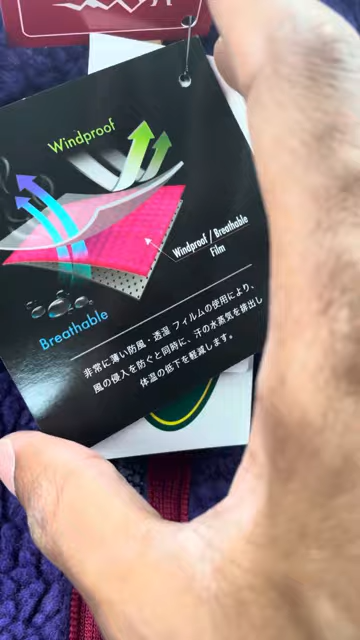 Windproof
Windproof / Breathable
Film
Breathable
非常に薄い防風・透湿 フィルムの使用により、
風の侵入を防ぐと同時に、汗の水蒸気を排出し
体温の低下を軽減します。